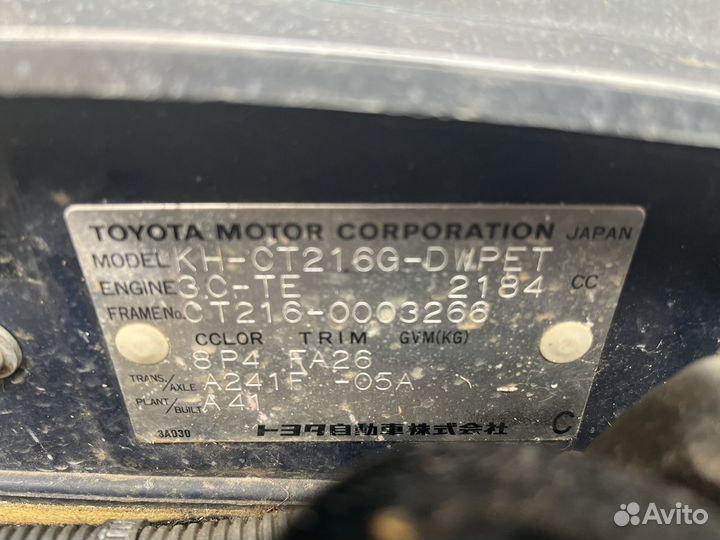 TOYOTA MOTOR CORPORATION JAPAN
MODEL KH-CT216G-DWPET
ENGINE 3C-TE 2184 CC
FRAME No. CT216-0003266
COLOR TRIM GVM(KG)
8P4 FA26
TRANS./AXLE A241F -05A
PLANT/BUILT A41
3A030 トヨタ自動車株式会社 C
Avito